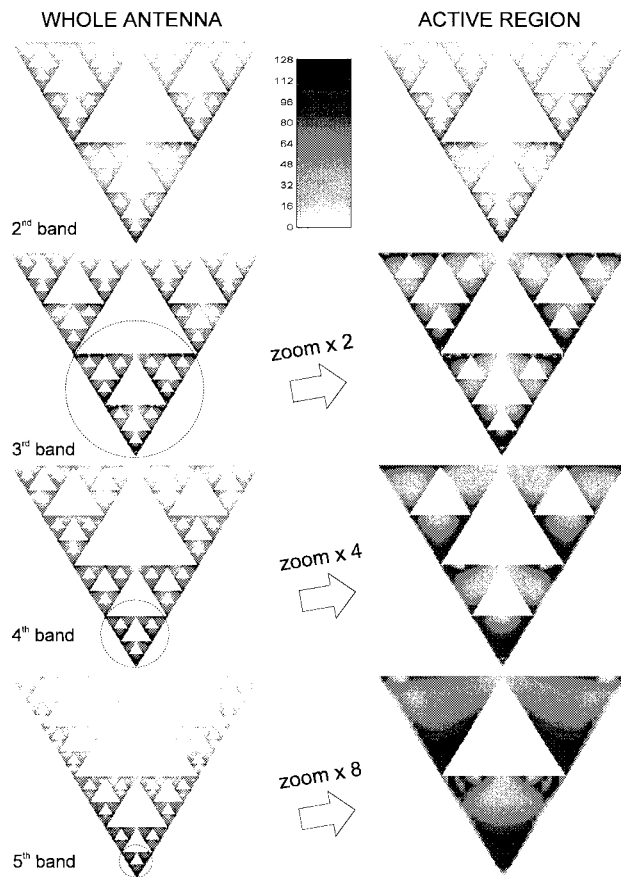 WHOLE ANTENNA
ACTIVE REGION
128
112
96
80
64
48
32
16
0
2nd band
zoom x 2
3rd band
zoom x 4
4th band
zoom x 8
5th band